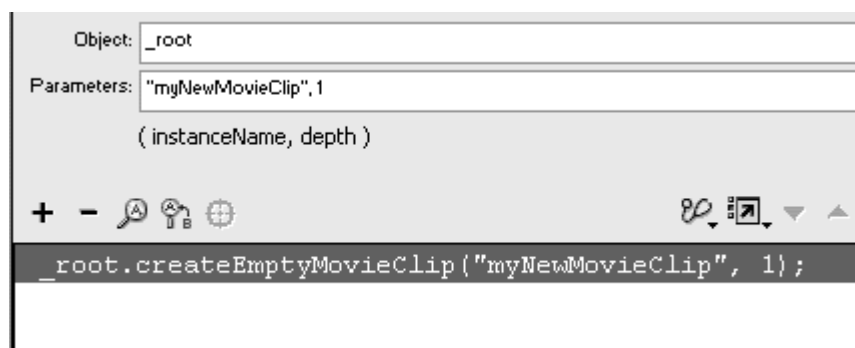 Object: _root
Parameters: "myNewMovieClip",1
( instanceName, depth )
_root.createEmptyMovieClip("myNewMovieClip", 1);